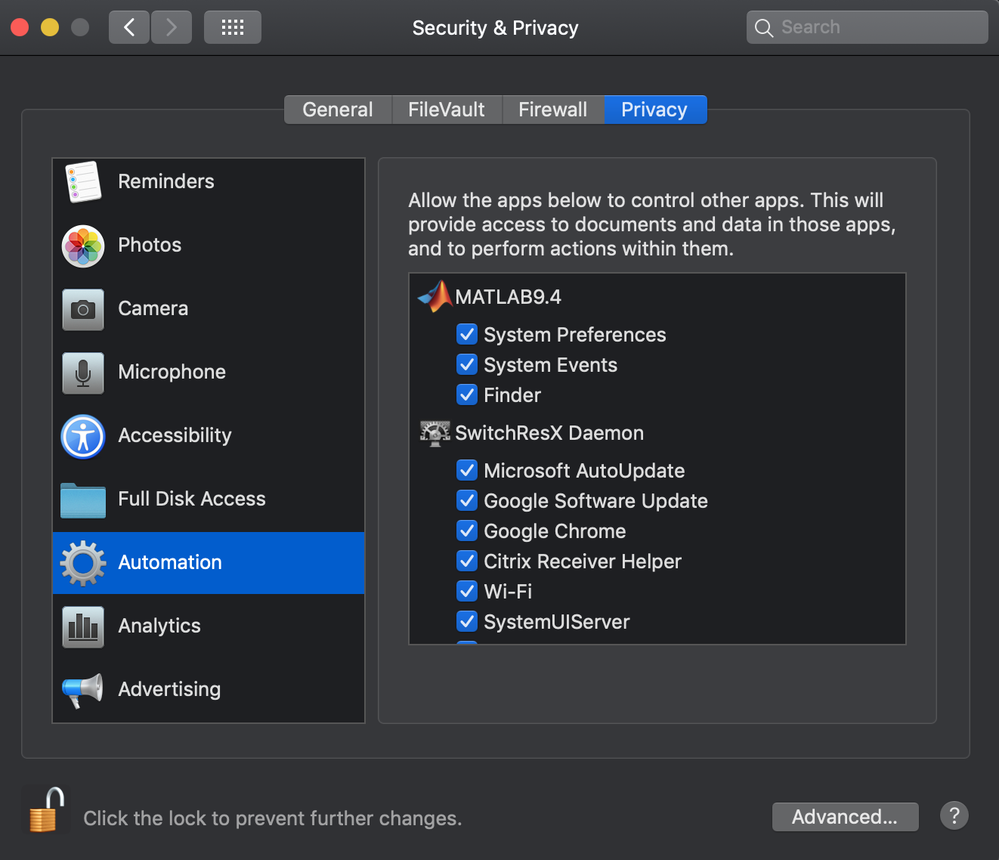 Security & Privacy
Search
General
FileVault
Firewall
Privacy
Reminders
Photos
Camera
Microphone
Accessibility
Full Disk Access
Automation
Analytics
Advertising
Allow the apps below to control other apps. This will
provide access to documents and data in those apps,
and to perform actions within them.
MATLAB9.4
System Preferences
System Events
Finder
SwitchResX Daemon
Microsoft AutoUpdate
Google Software Update
Google Chrome
Citrix Receiver Helper
Wi-Fi
SystemUIServer
Click the lock to prevent further changes.
Advanced...
?